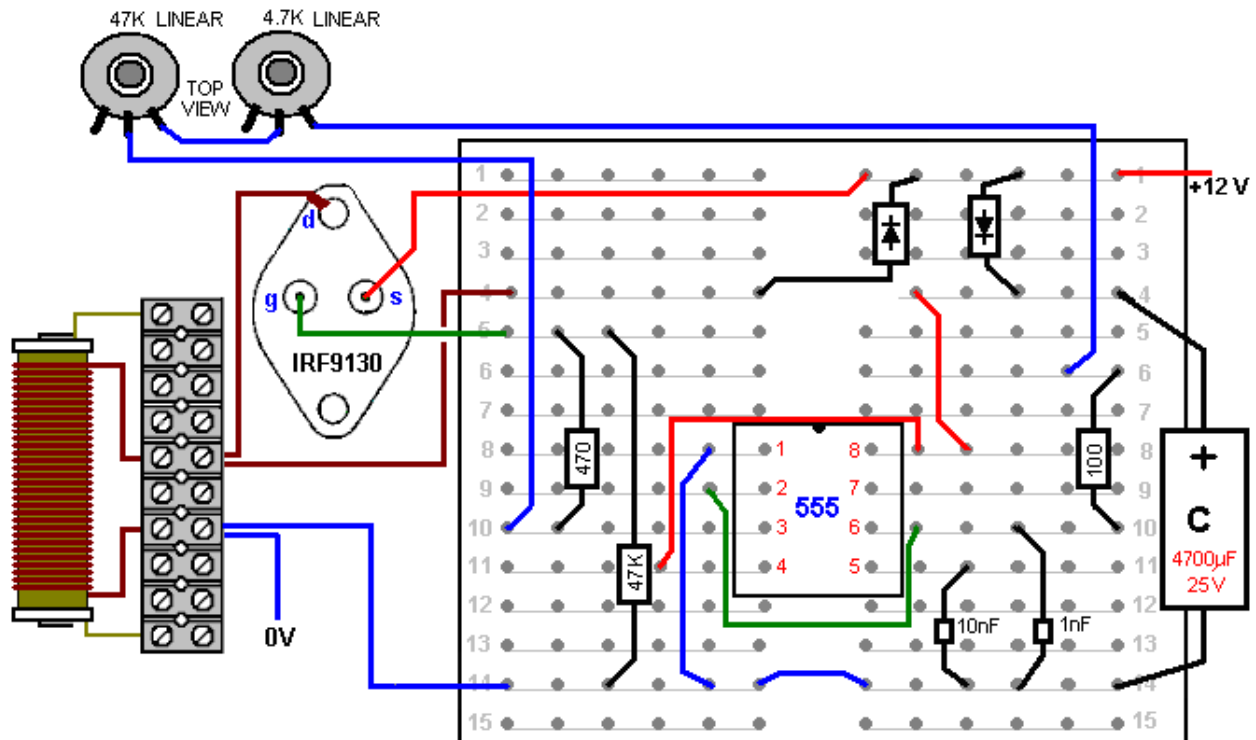 47K LINEAR
4.7K LINEAR
TOP
VIEW
+12 V
d
g
s
IRF9130
1 1
2 2
3 3
4 4
5 5
6 6
7 7
8 8
9 9
10 10
11 11
12 12
13 13
14 14
15 15
470
47K
100
1 8
2 7
3 6
4 5
555
+
C
4700µF
25V
10nF
1nF
0V